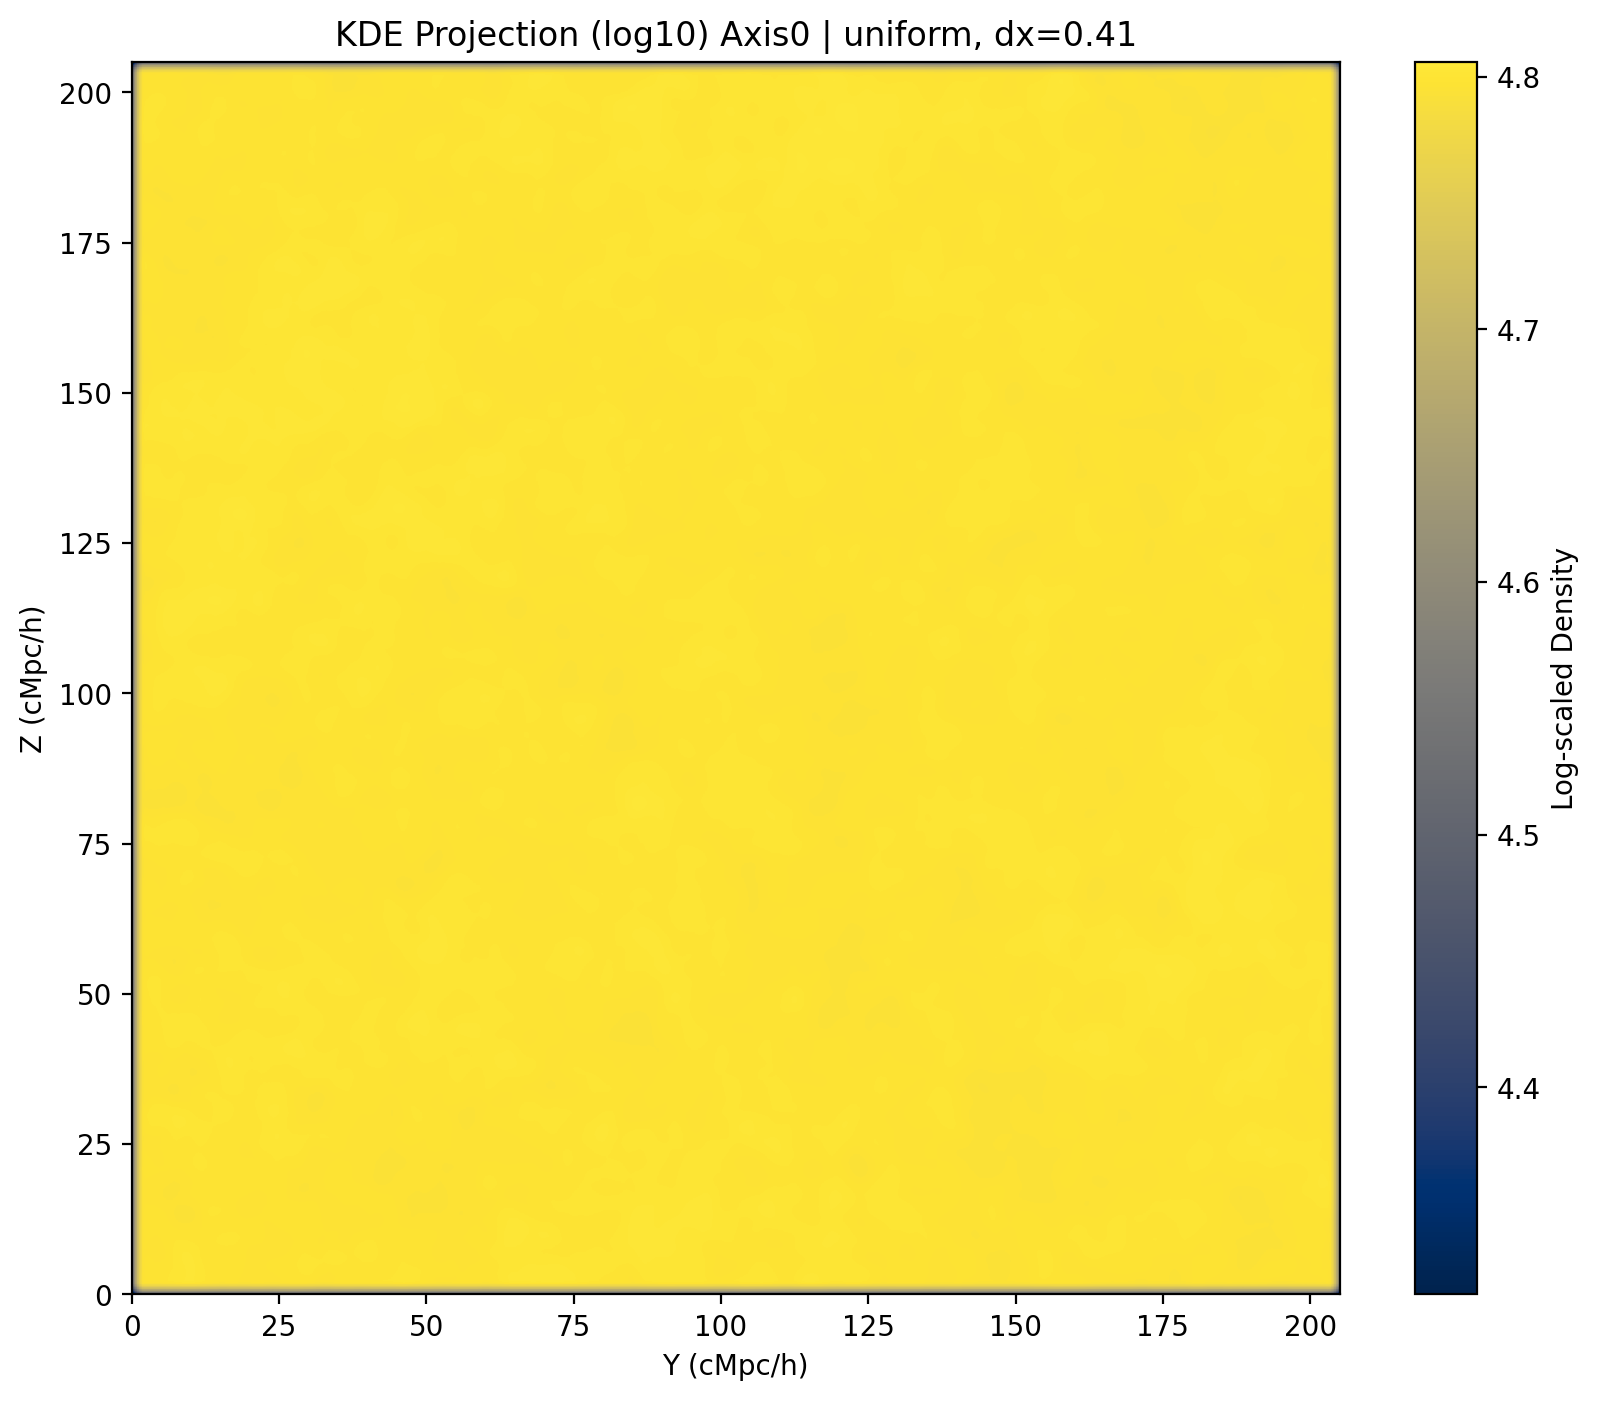 KDE Projection (log10) Axis0 | uniform, dx=0.41
200
175
150
125
100
75
50
25
0
Z (cMpc/h)
0 25 50 75 100 125 150 175 200
Y (cMpc/h)
4.8
4.7
4.6
4.5
4.4
Log-scaled Density